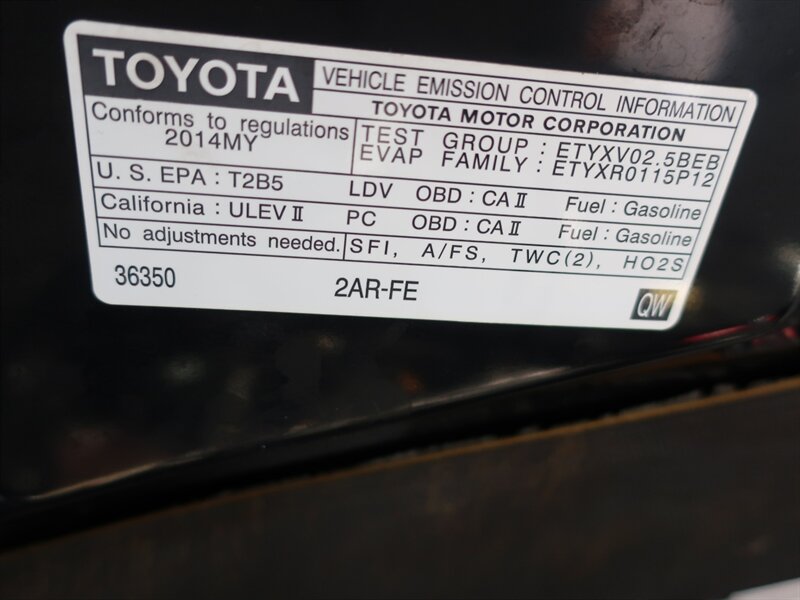 TOYOTA
VEHICLE EMISSION CONTROL INFORMATION
TOYOTA MOTOR CORPORATION
Conforms to regulations
2014MY
TEST GROUP : ETYXV02.5BEB
EVAP FAMILY : ETYXR0115P12
U. S. EPA : T2B5 LDV OBD : CA II Fuel : Gasoline
California : ULEV II PC OBD : CA II Fuel : Gasoline
No adjustments needed. SFI, A/FS, TWC(2), HO2S
36350 2AR-FE QW